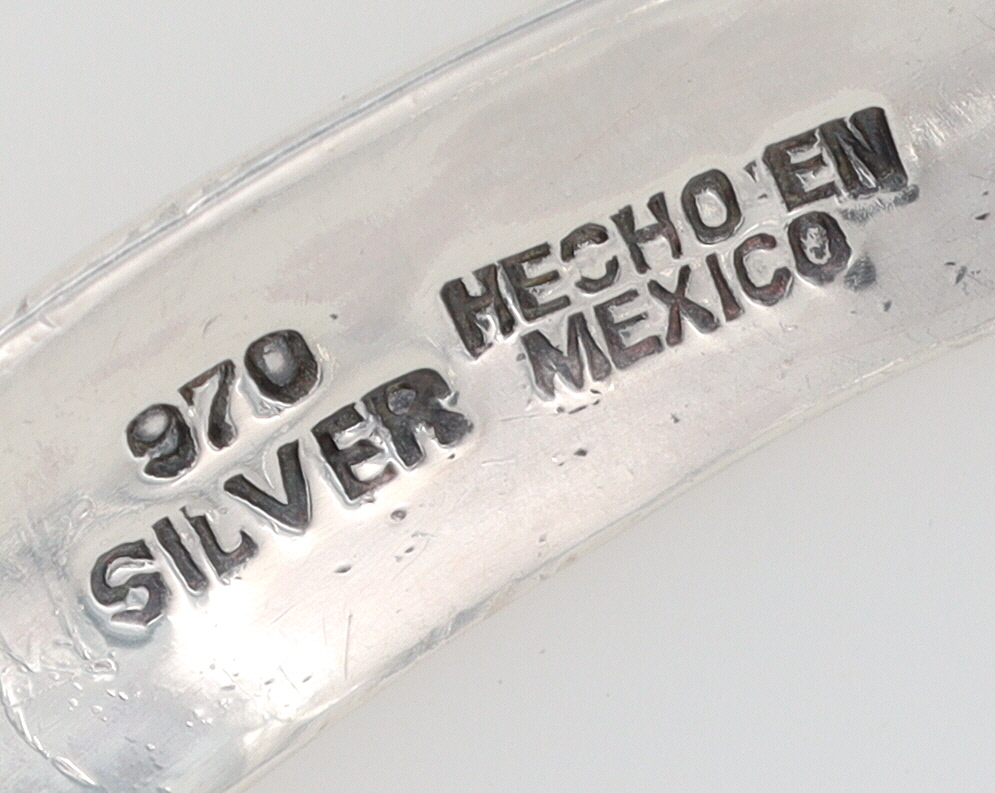 970
SILVER
HECHO EN
MEXICO